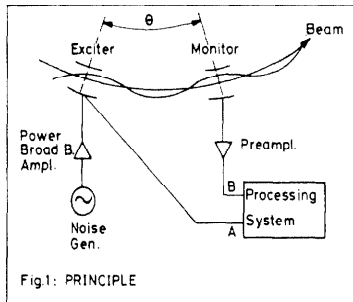 θ
Beam
Exciter
Monitor
Power
Broad B.
Ampl.
Preampl.
B
Processing
System
A
Noise
Gen.
Fig.1: PRINCIPLE